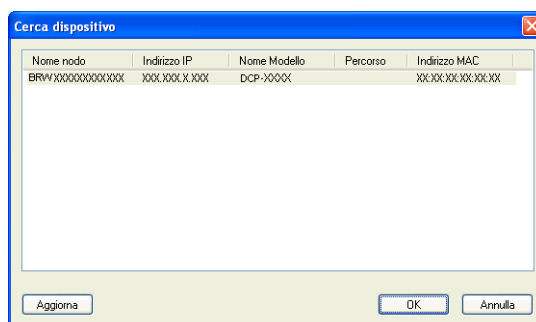 Cerca dispositivo
Nome nodo Indirizzo IP Nome Modello Percorso Indirizzo MAC
BRWXXXXXXXXXXXX XXX.XXX.X.XXX DCP-XXXX XX:XX:XX:XX:XX:XX
Aggiorna OK Annulla